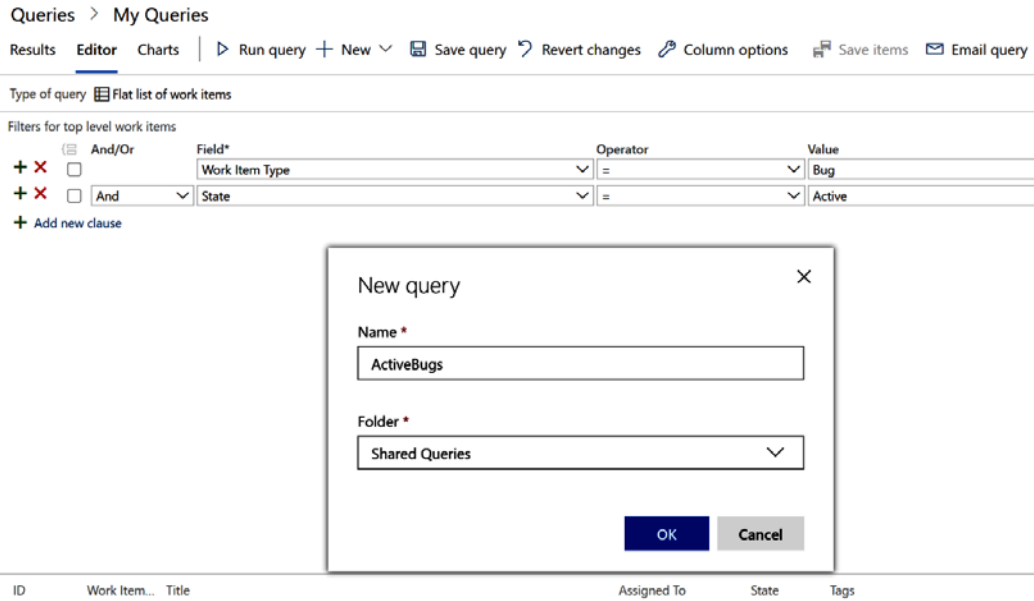 Queries > My Queries
Results Editor Charts Run query New Save query Revert changes Column options Save items Email query
Type of query Flat list of work items
Filters for top level work items
And/Or Field* Operator Value
Work Item Type = Bug
And State = Active
Add new clause
New query
Name *
ActiveBugs
Folder *
Shared Queries
OK Cancel
ID Work Item... Title Assigned To State Tags